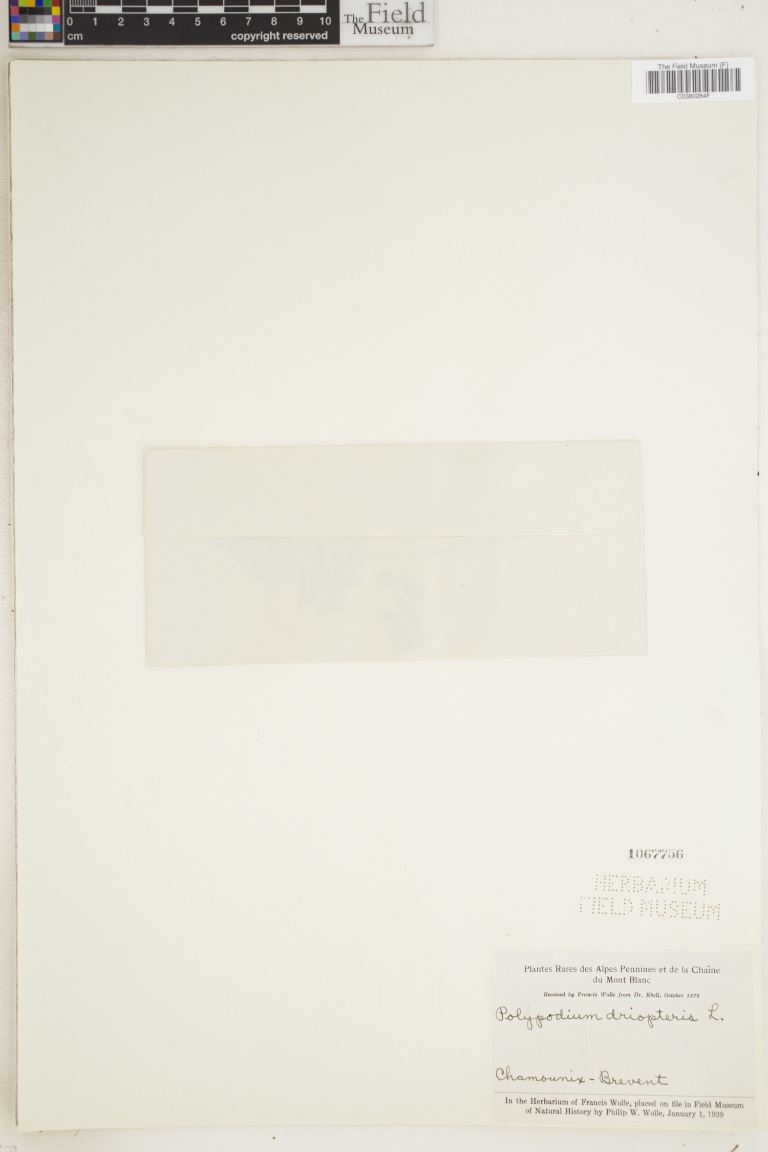 0 1 2 3 4 5 6 7 8 9 10
cm
copyright reserved
The Field
Museum
The Field Museum (F)
C0380284F
1067756
HERBARIUM
FIELD MUSEUM
Plantes Rares des Alpes Pennines et de la Chaîne
du Mont Blanc
Received by Francis Wolle from Dr. Ebell, October 1876
Polypodium driopteris L.
Chamounix - Brevent
In the Herbarium of Francis Wolle, placed on file in Field Museum
of Natural History by Philip W. Wolle, January 1, 1939